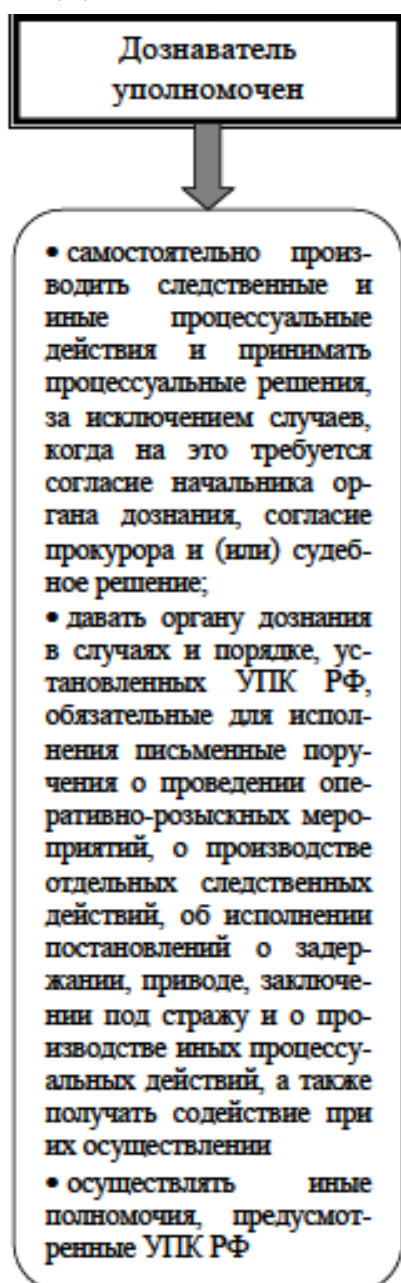 Дознаватель
уполномочен
• самостоятельно произ-
водить следственные и
иные процессуальные
действия и принимать
процессуальные решения,
за исключением случаев,
когда на это требуется
согласие начальника ор-
гана дознания, согласие
прокурора и (или) судеб-
ное решение;
• давать органу дознания
в случаях и порядке, ус-
тановленных УПК РФ,
обязательные для испол-
нения письменные пору-
чения о проведении опе-
ративно-розыскных меро-
приятий, о производстве
отдельных следственных
действий, об исполнении
постановлений о задер-
жании, приводе, заключе-
нии под стражу и о про-
изводстве иных процессу-
альных действий, а также
получать содействие при
их осуществлении
• осуществлять иные
полномочия, предусмот-
ренные УПК РФ